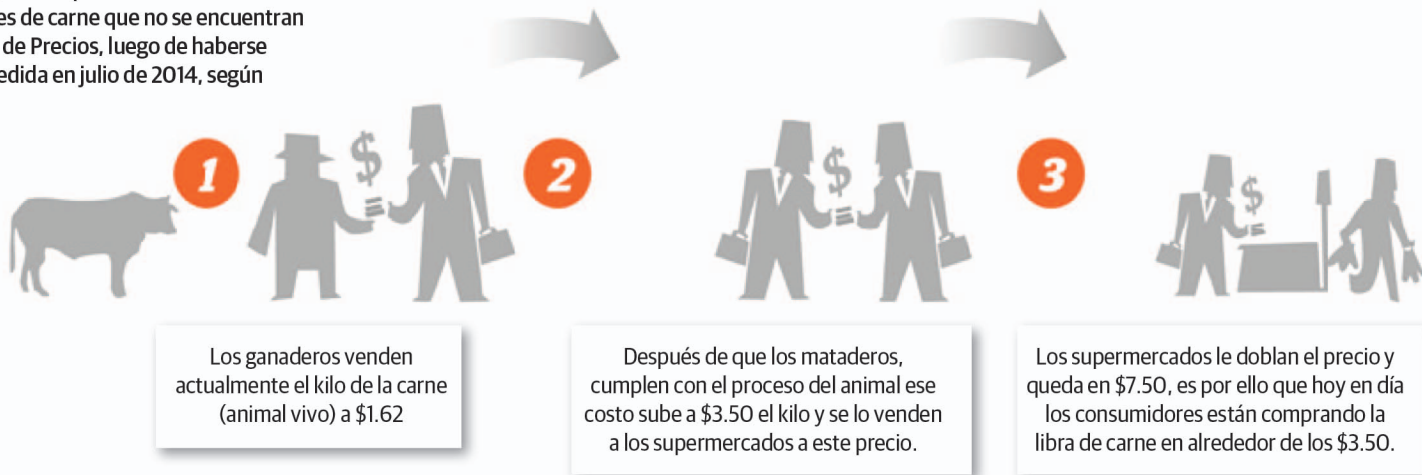 es de carne que no se encuentran
de Precios, luego de haberse
edida en julio de 2014, según
1
$
2
$
3
$
Los ganaderos venden
actualmente el kilo de la carne
(animal vivo) a $1.62
Después de que los mataderos,
cumplen con el proceso del animal ese
costo sube a $3.50 el kilo y se lo venden
a los supermercados a este precio.
Los supermercados le doblan el precio y
queda en $7.50, es por ello que hoy en día
los consumidores están comprando la
libra de carne en alrededor de los $3.50.